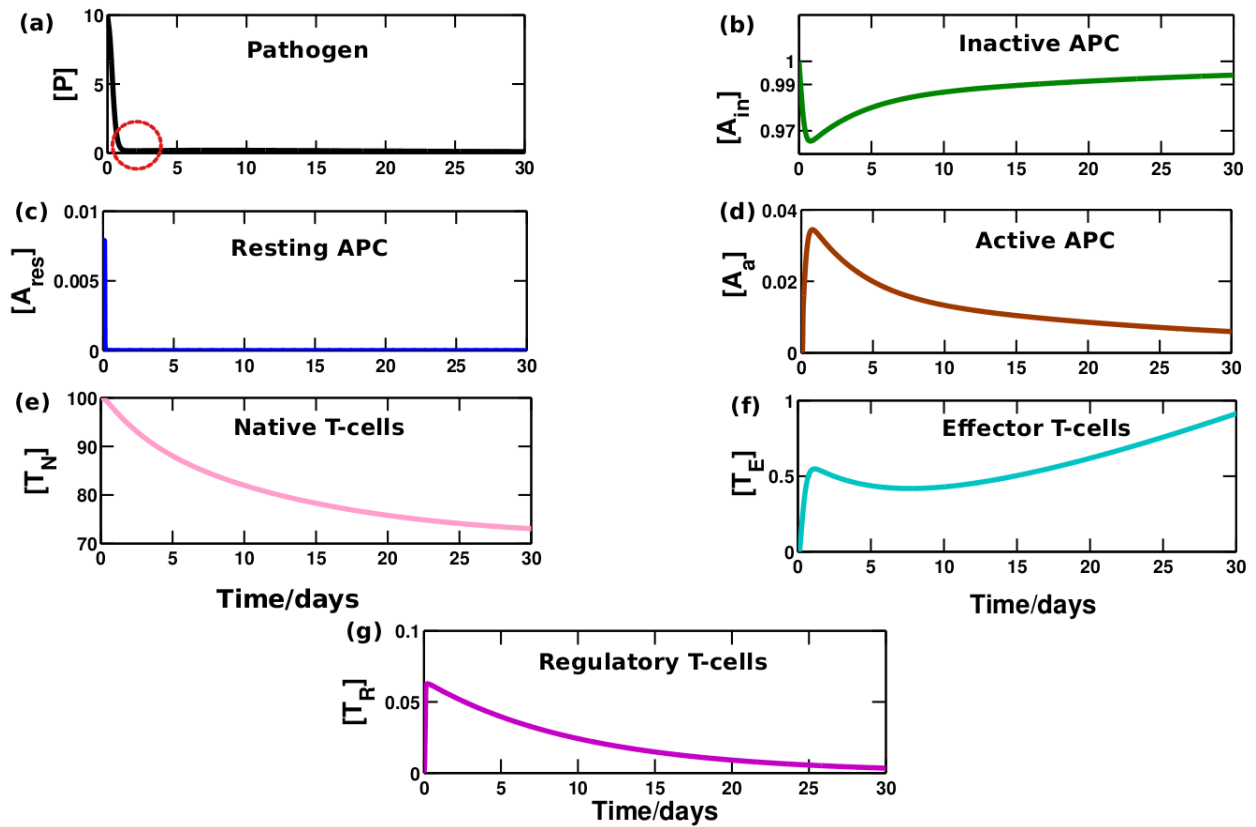 (a)
10
Pathogen
[P]
5
0
0 5 10 15 20 25 30
(b)
Inactive APC
[A_in]
1
0.99
0.97
0 5 10 15 20 25 30
(c)
0.01
Resting APC
[A_res]
0.005
0
0 5 10 15 20 25 30
(d)
0.04
Active APC
[A_a]
0.02
0
0 5 10 15 20 25 30
(e)
100
Native T-cells
[T_N]
90
80
70
0 5 10 15 20 25 30
Time/days
(f)
1
Effector T-cells
[T_E]
0.5
0
0 5 10 15 20 25 30
Time/days
(g)
0.1
Regulatory T-cells
[T_R]
0.05
0
0 5 10 15 20 25 30
Time/days